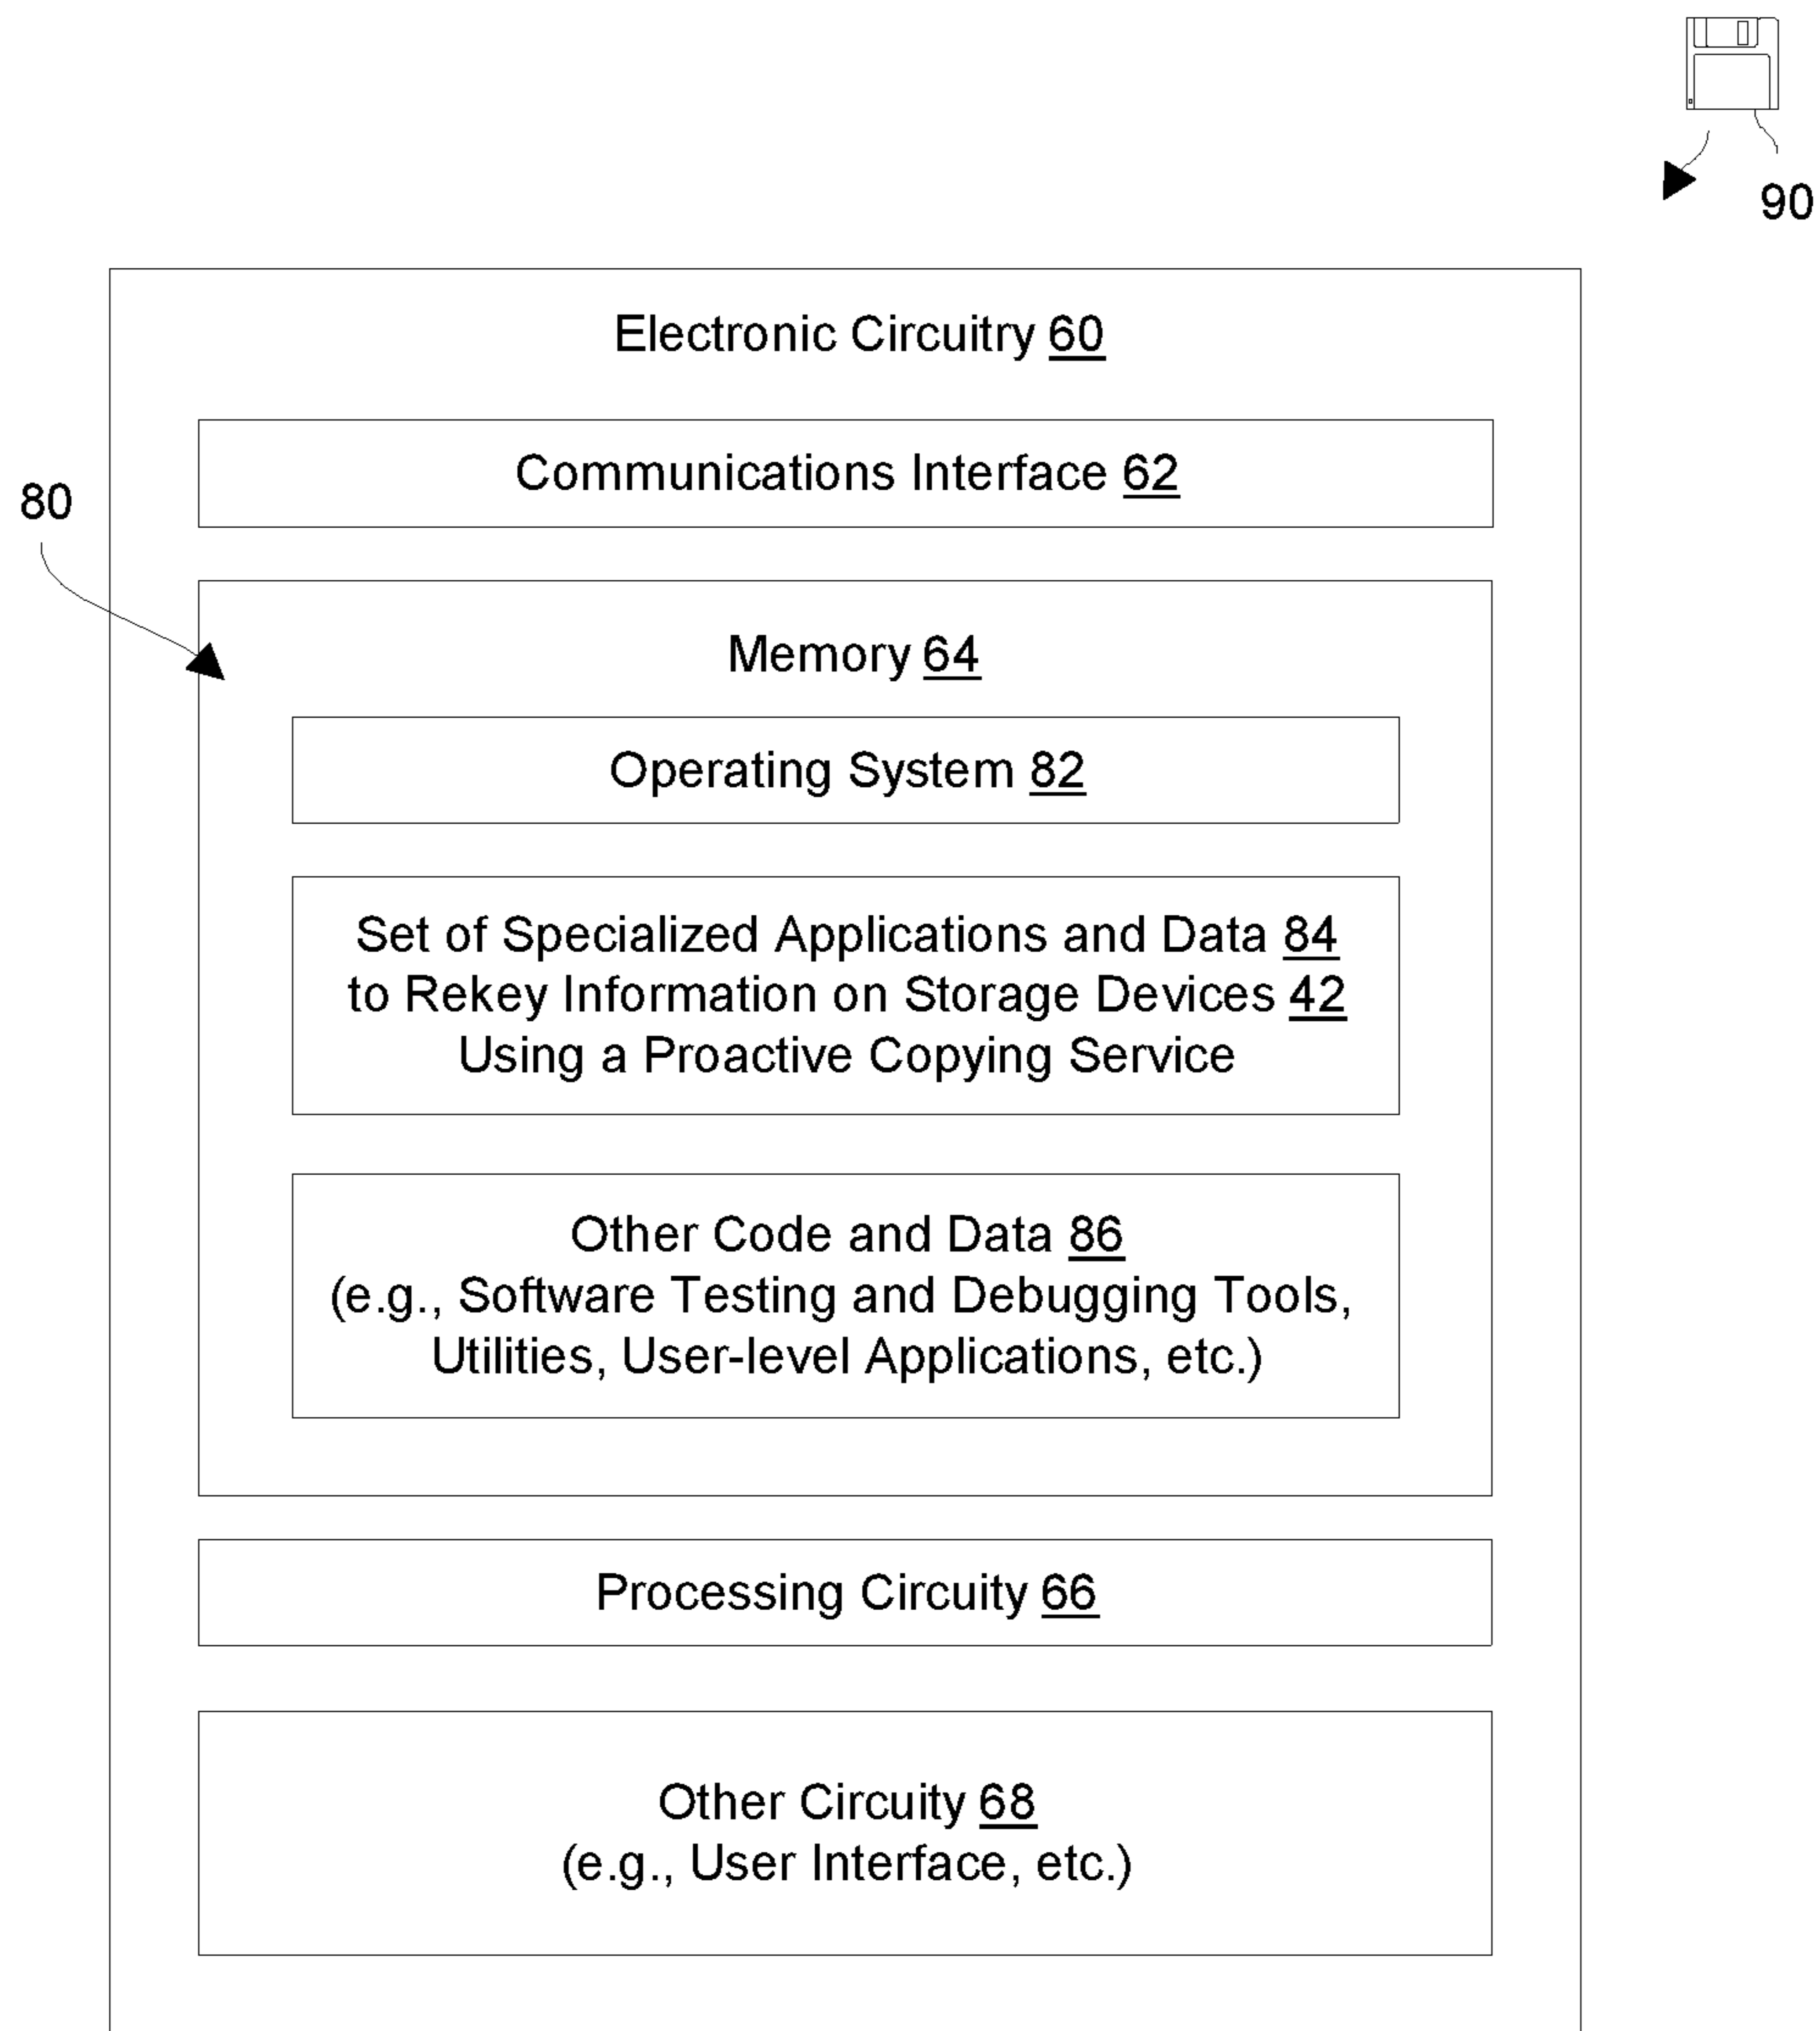 90
Electronic Circuitry 60
Communications Interface 62
80
Memory 64
Operating System 82
Set of Specialized Applications and Data 84
to Rekey Information on Storage Devices 42
Using a Proactive Copying Service
Other Code and Data 86
(e.g., Software Testing and Debugging Tools,
Utilities, User-level Applications, etc.)
Processing Circuity 66
Other Circuity 68
(e.g., User Interface, etc.)